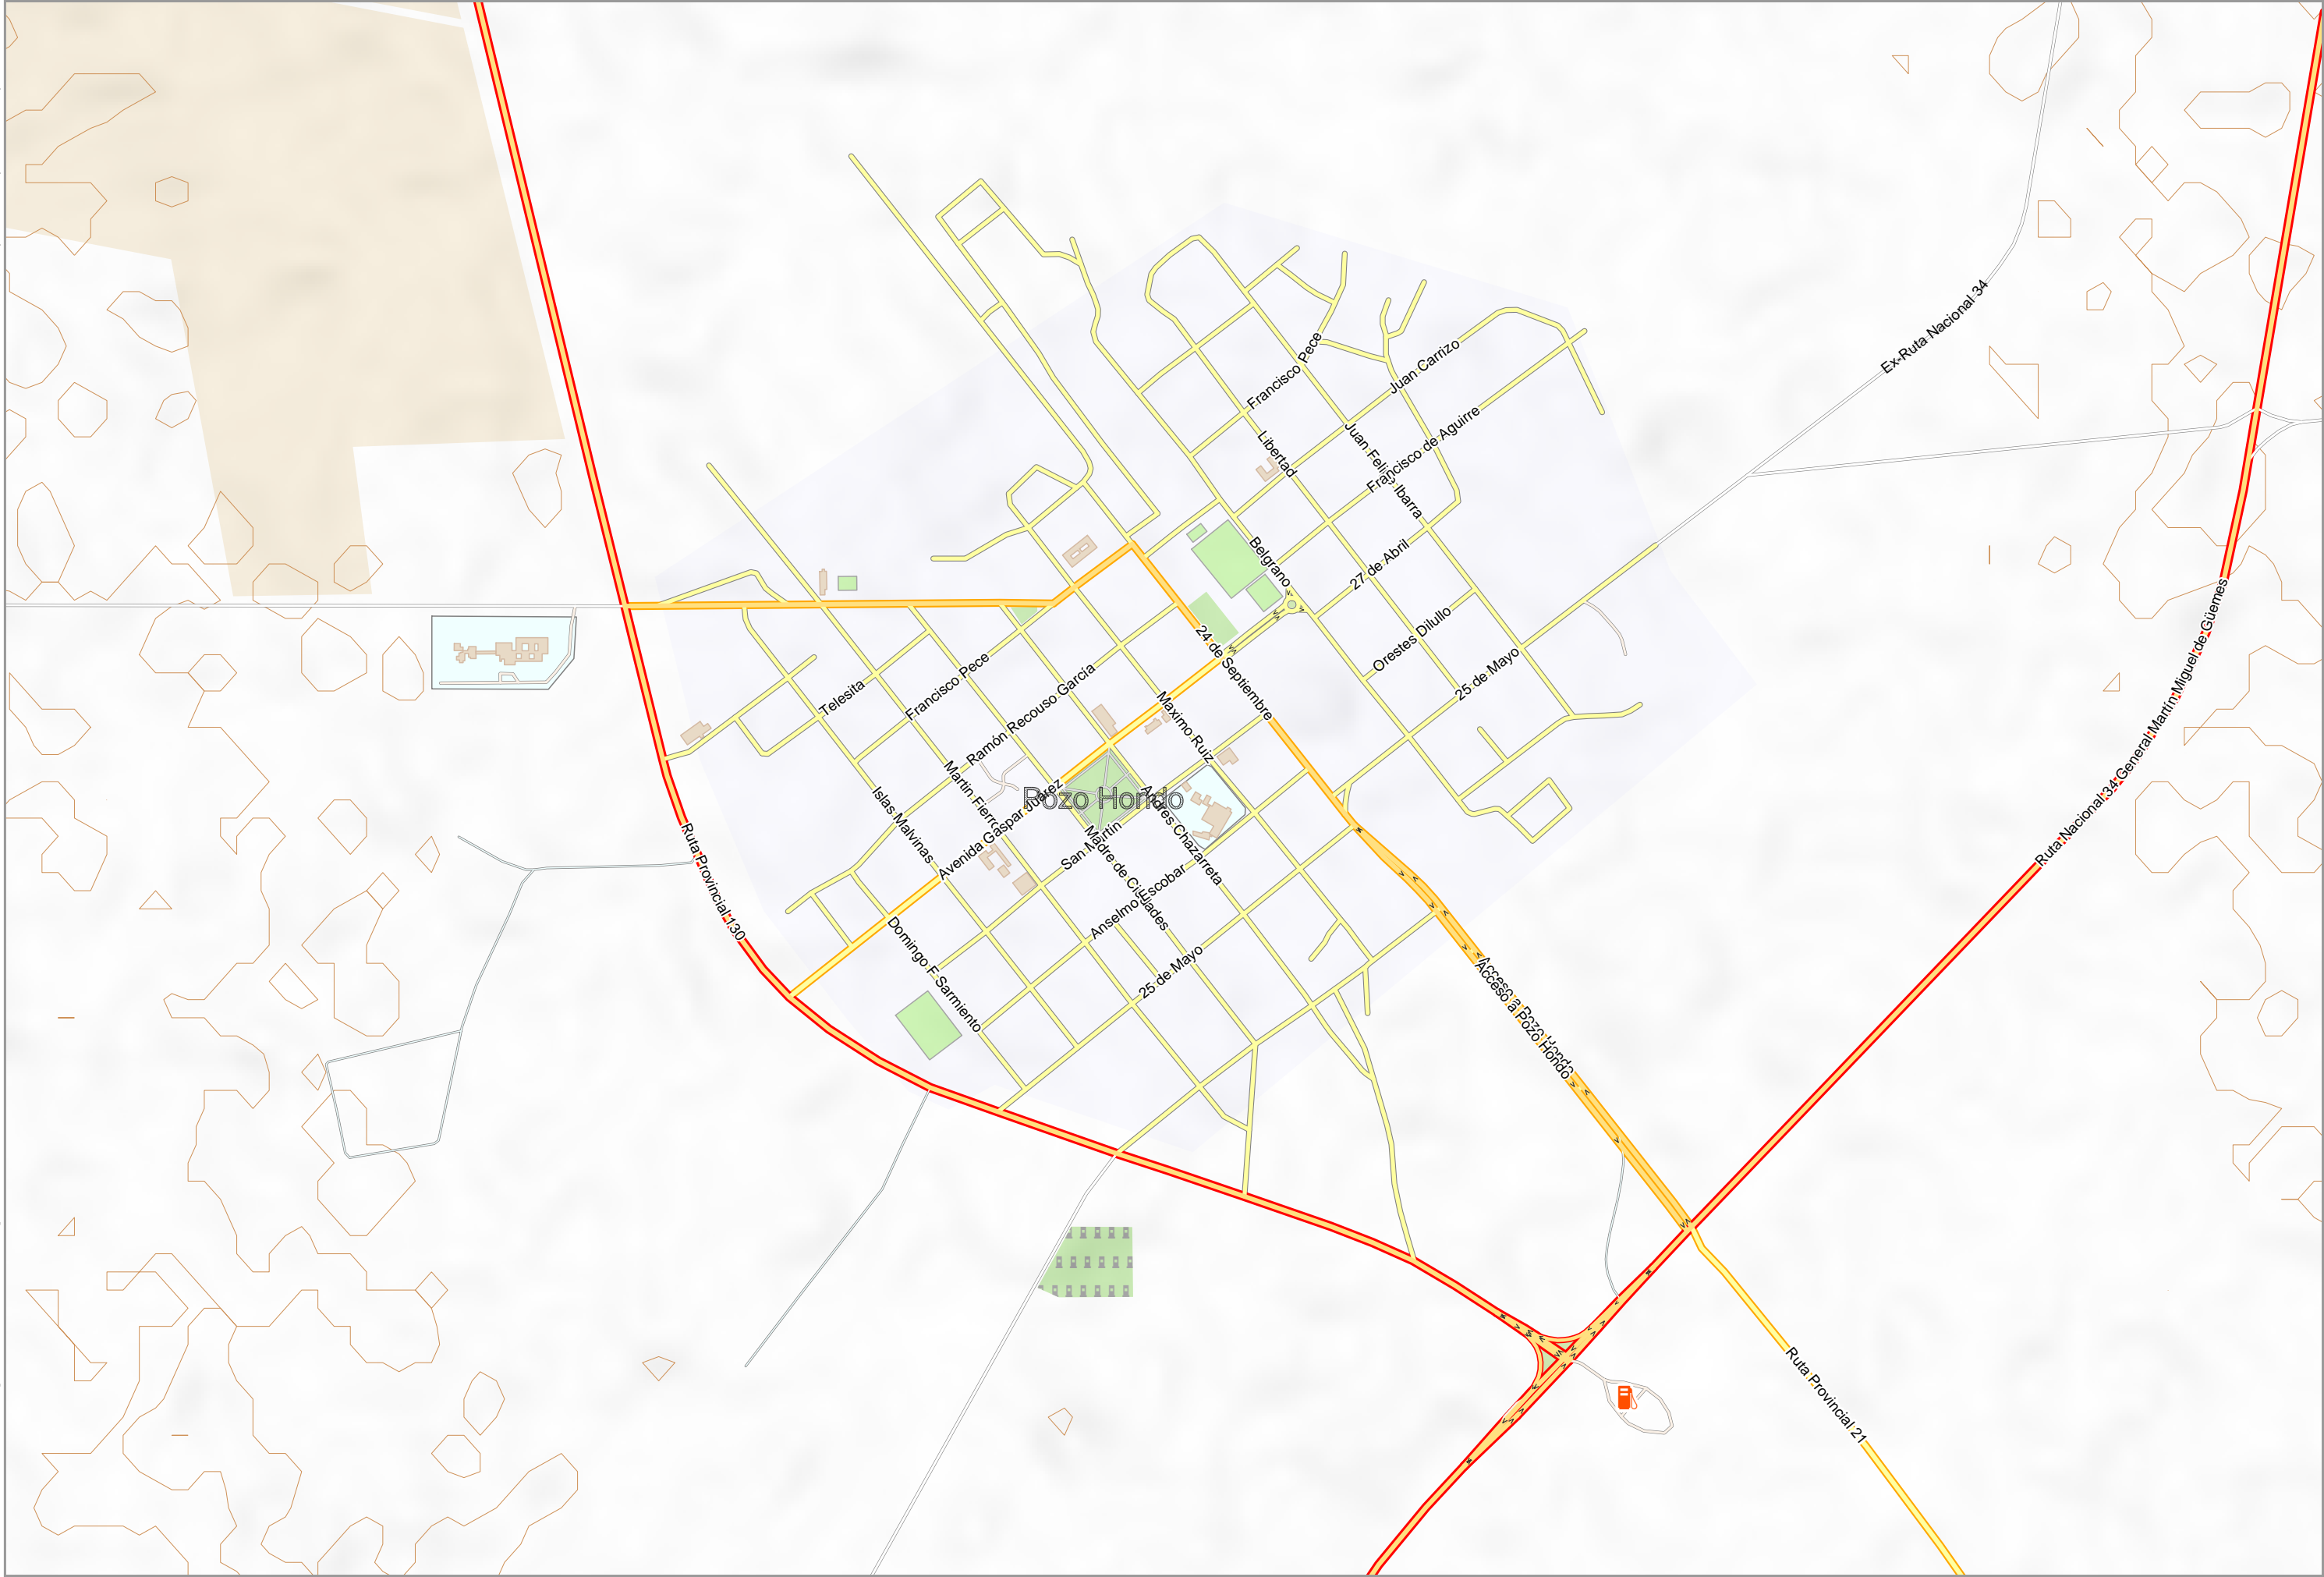 Ex-Ruta Nacional 34
Francisco Pece
Juan Carrizo
Libertad
Juan Felipe Ibarra
Francisco de Aguirre
Belgrano
27 de Abril
Orestes Dilullo
25 de Mayo
24 de Septiembre
Telesita
Francisco Pece
Ramón Recouso García
Maximo Ruiz
Ruta Nacional 34 General Martín Miguel de Güemes
Martin Fierro
Islas Malvinas
Avenida Gaspar Juárez
Pozo Hondo
Andres Chazarreta
San Martin
Madre de Ciudades
Anselmo Escobar
Ruta Provincial 130
Domingo F Sarmiento
25 de Mayo
Acceso a Pozo Hondo
Acceso a Pozo Hondo
Ruta Provincial 21